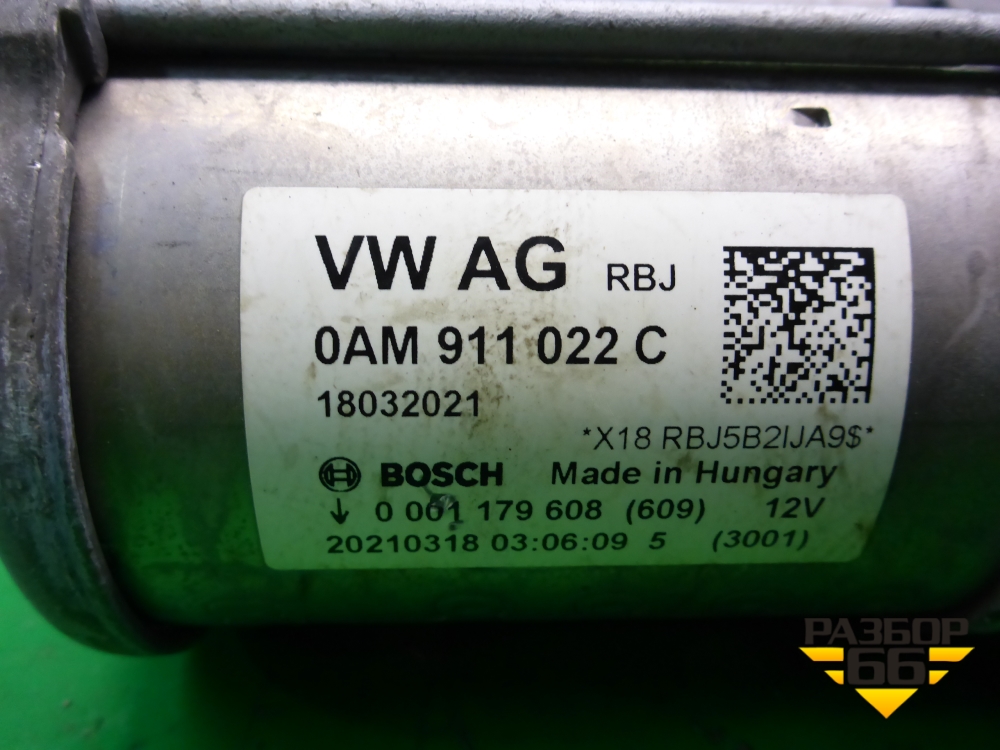 VW AG RBJ
0AM 911 022 C
18032021
*X18 RBJ5B2IJA9$*
BOSCH Made in Hungary
↓ 0 001 179 608 (609) 12V
20210318 03:06:09 5 (3001)
РАЗБОР
66